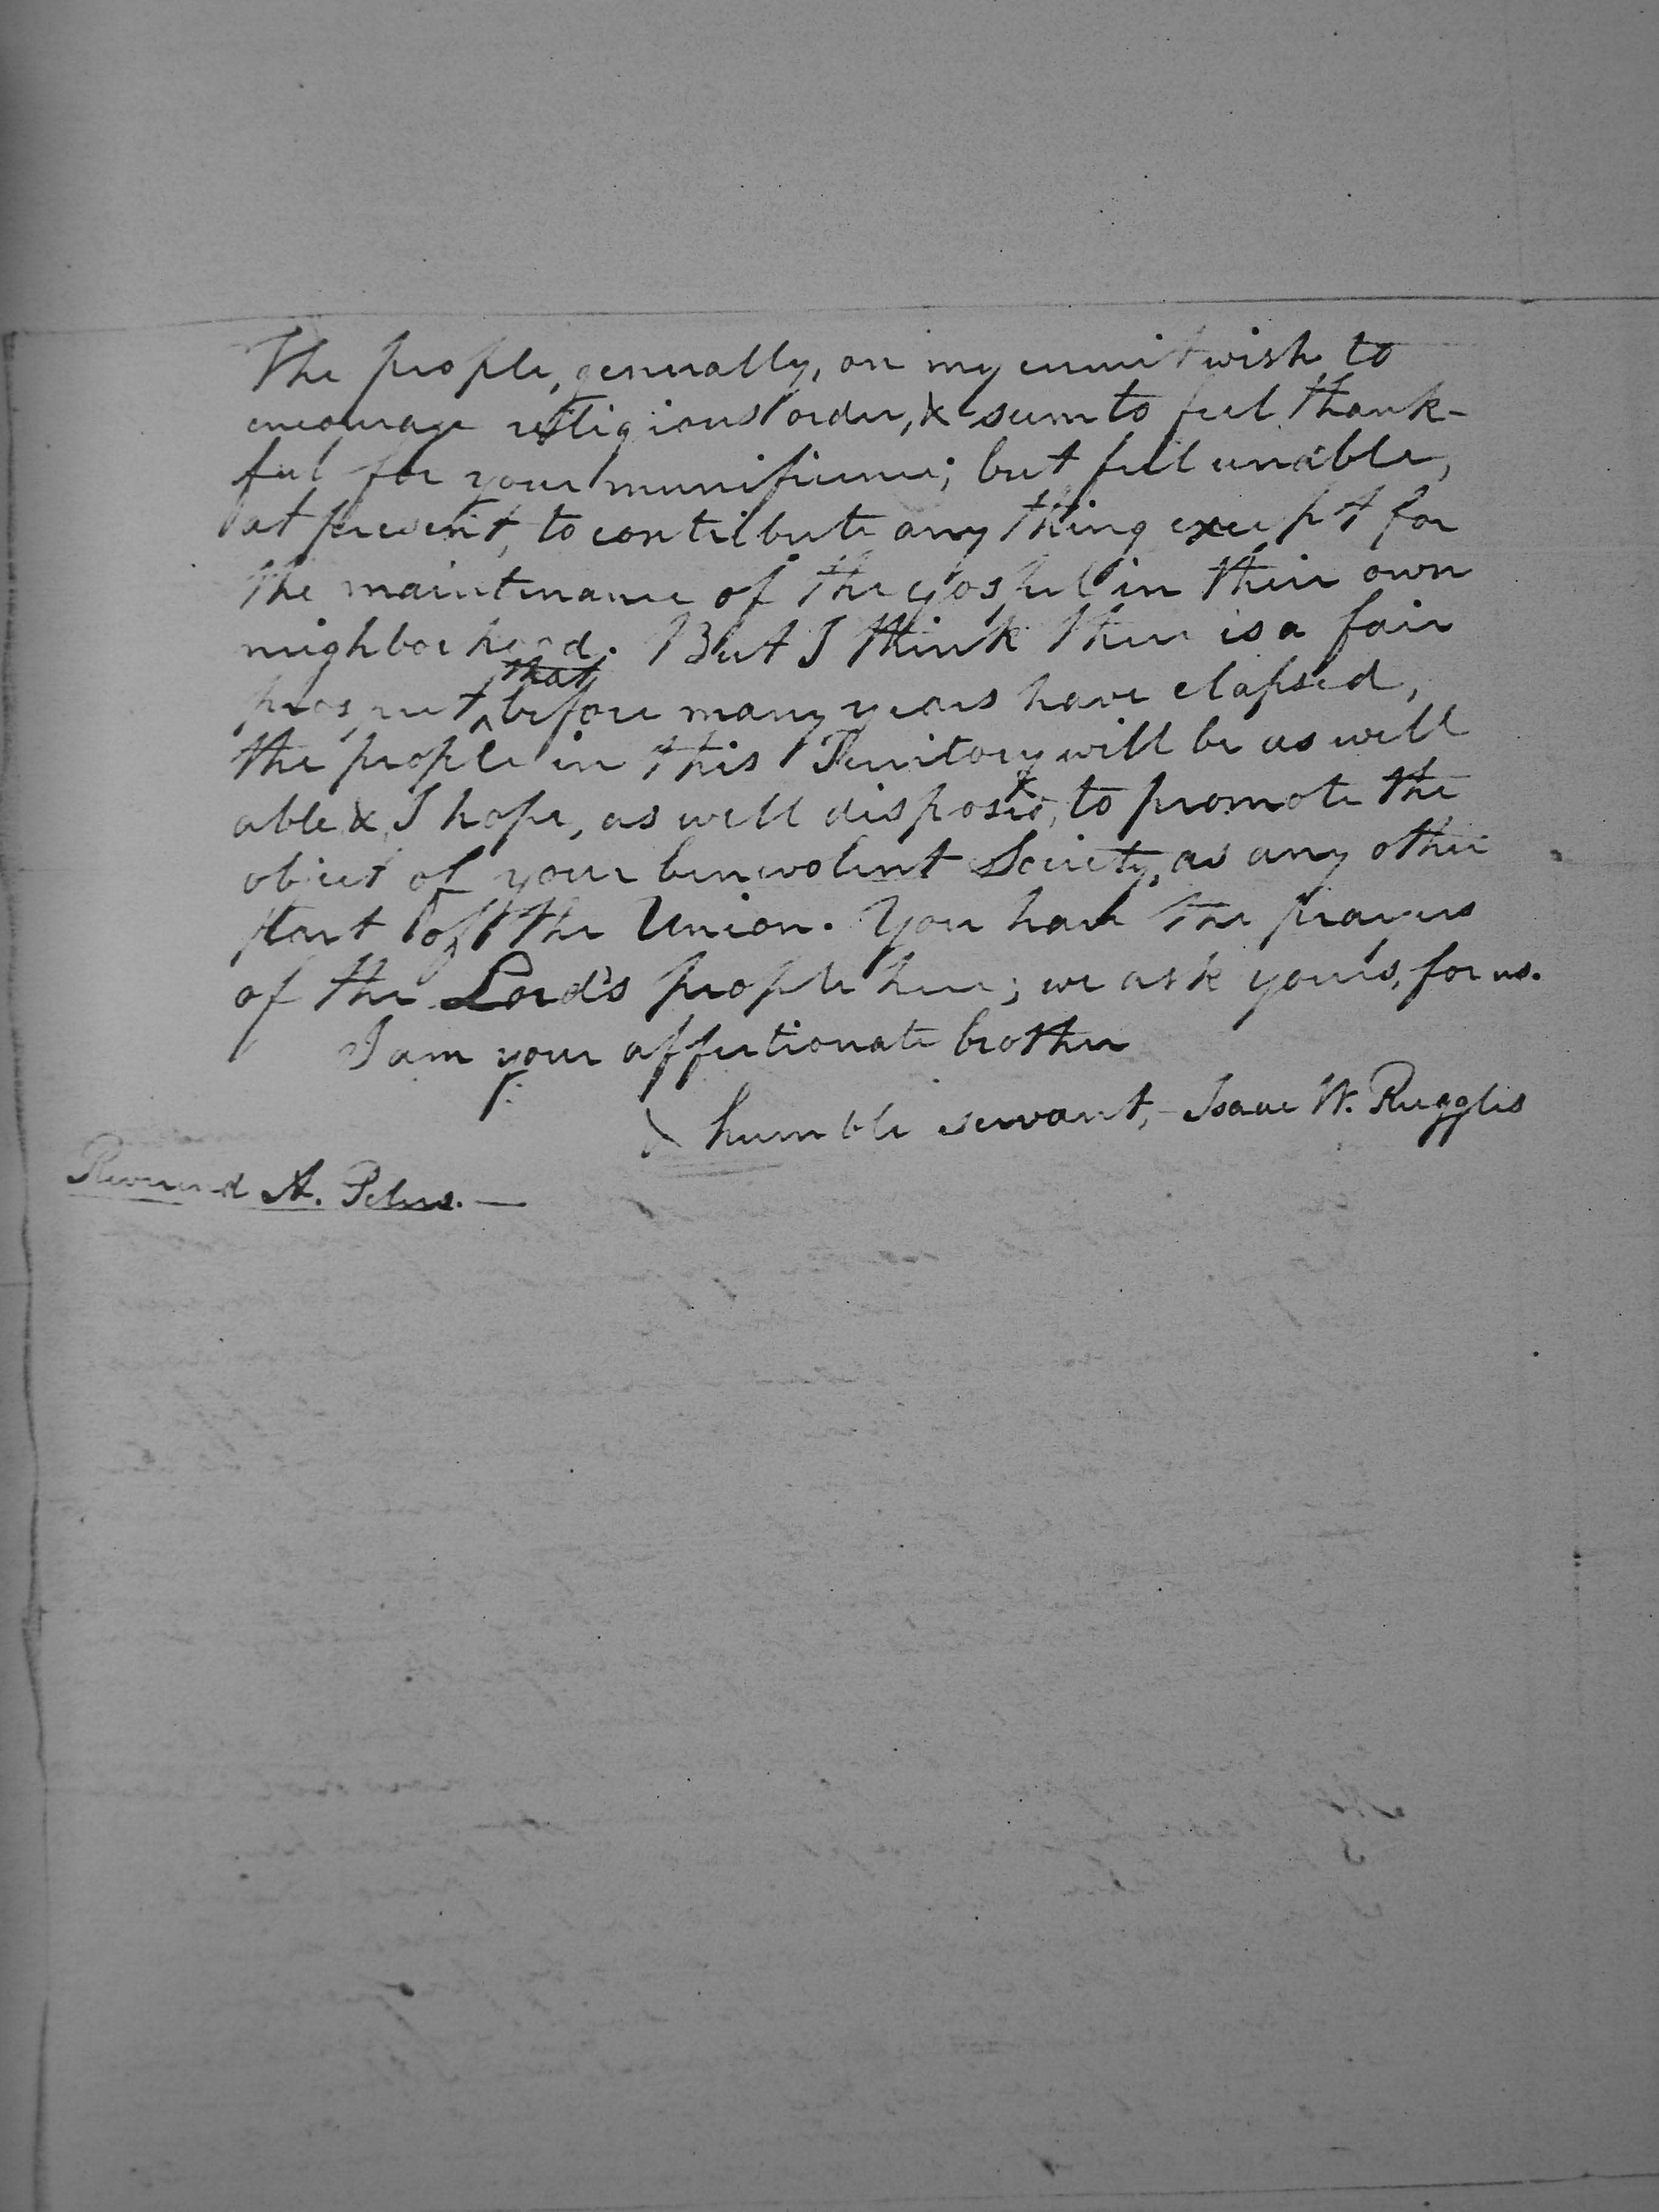 The people, generally, on my circuit wish to
encourage religious order, & seem to feel thank-
ful for your munificence; but feel unable,
at present, to contribute any thing except for
the maintenance of the gospel in their own
neighborhood. But I think there is a fair
prospect that before many years have elapsed,
the people in this Territory will be as well
able &, I hope, as well disposed, to promote the
object of your benevolent Society, as any other
part of the Union. You have the prayers
of the Lord's people here; we ask yours, for us.
I am your affectionate brother
& humble servant, Isaac W. Ruggles
Reverend A. Peters. —